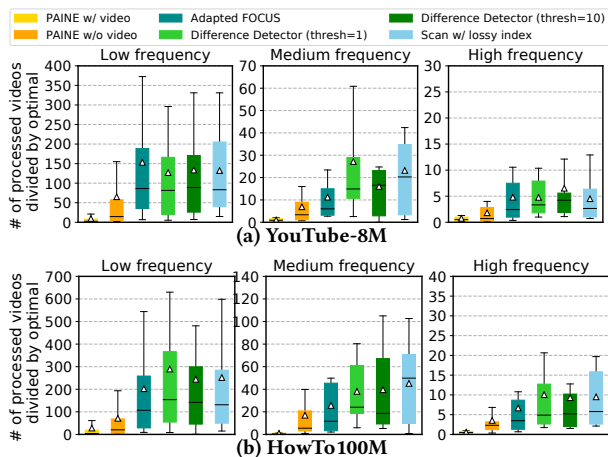 PAINE w/ video
Adapted FOCUS
Difference Detector (thresh=10)
PAINE w/o video
Difference Detector (thresh=1)
Scan w/ lossy index
Low frequency
Medium frequency
High frequency
# of processed videos
divided by optimal
400
350
300
250
200
150
100
50
0
70
60
50
40
30
20
10
0
30
25
20
15
10
5
0
(a) YouTube-8M
Low frequency
Medium frequency
High frequency
# of processed videos
divided by optimal
700
600
500
400
300
200
100
0
140
120
100
80
60
40
20
0
40
35
30
25
20
15
10
5
0
(b) HowTo100M